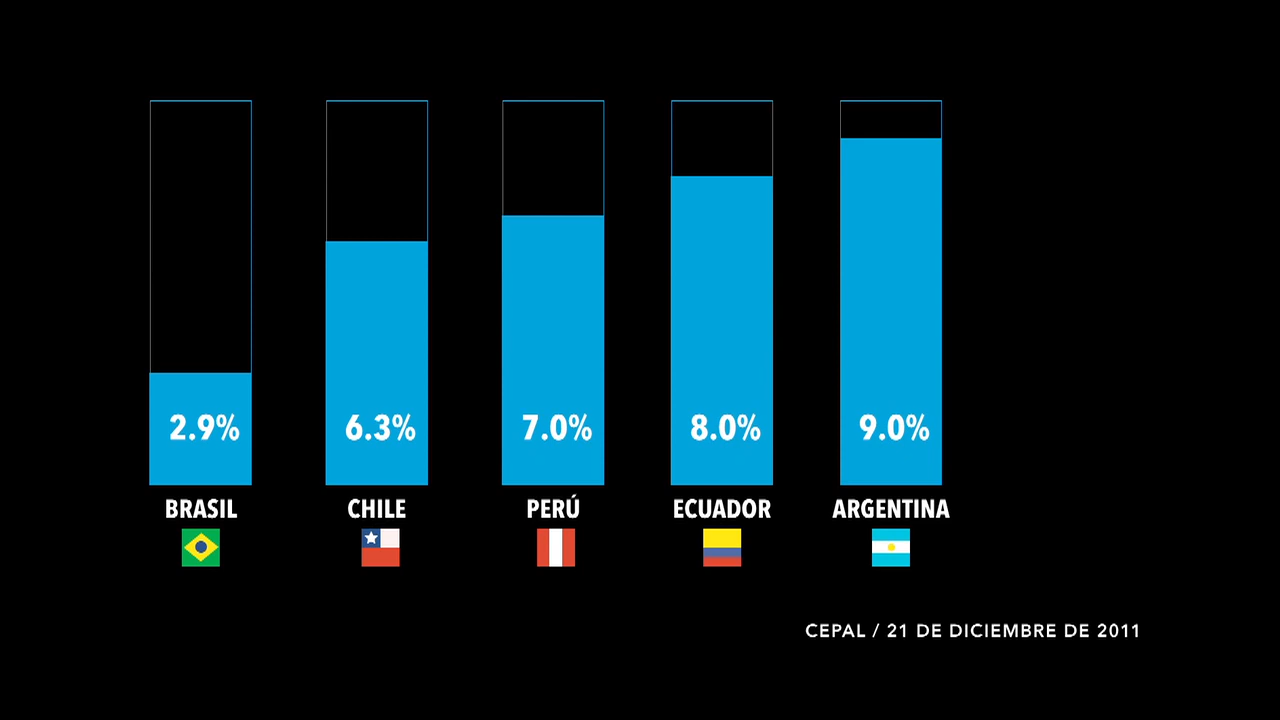 2.9% 6.3% 7.0% 8.0% 9.0%
BRASIL CHILE PERÚ ECUADOR ARGENTINA
CEPAL / 21 DE DICIEMBRE DE 2011